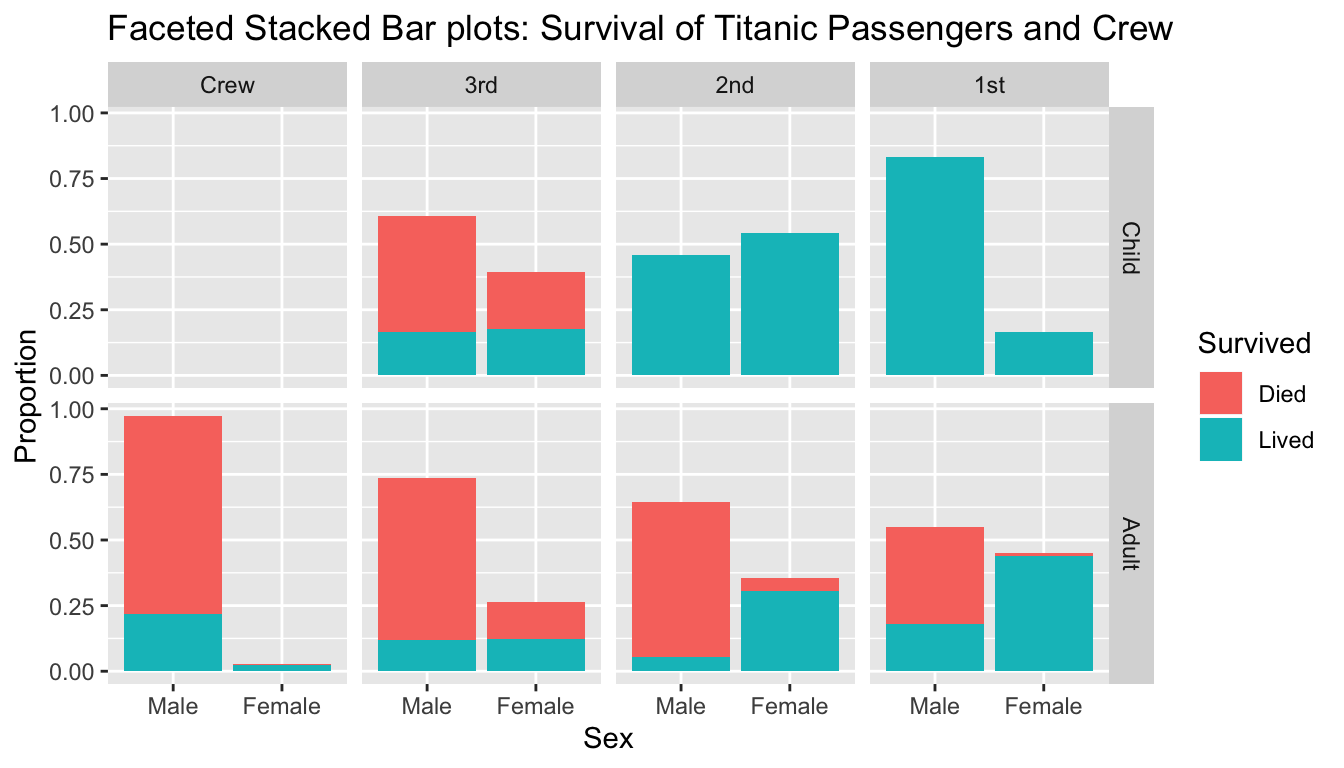 Faceted Stacked Bar plots: Survival of Titanic Passengers and Crew
Crew 3rd 2nd 1st
1.00
0.75
0.50
0.25
0.00
Child
1.00
0.75
0.50
0.25
0.00
Adult
Proportion
Male Female Male Female Male Female Male Female
Sex
Survived
Died
Lived